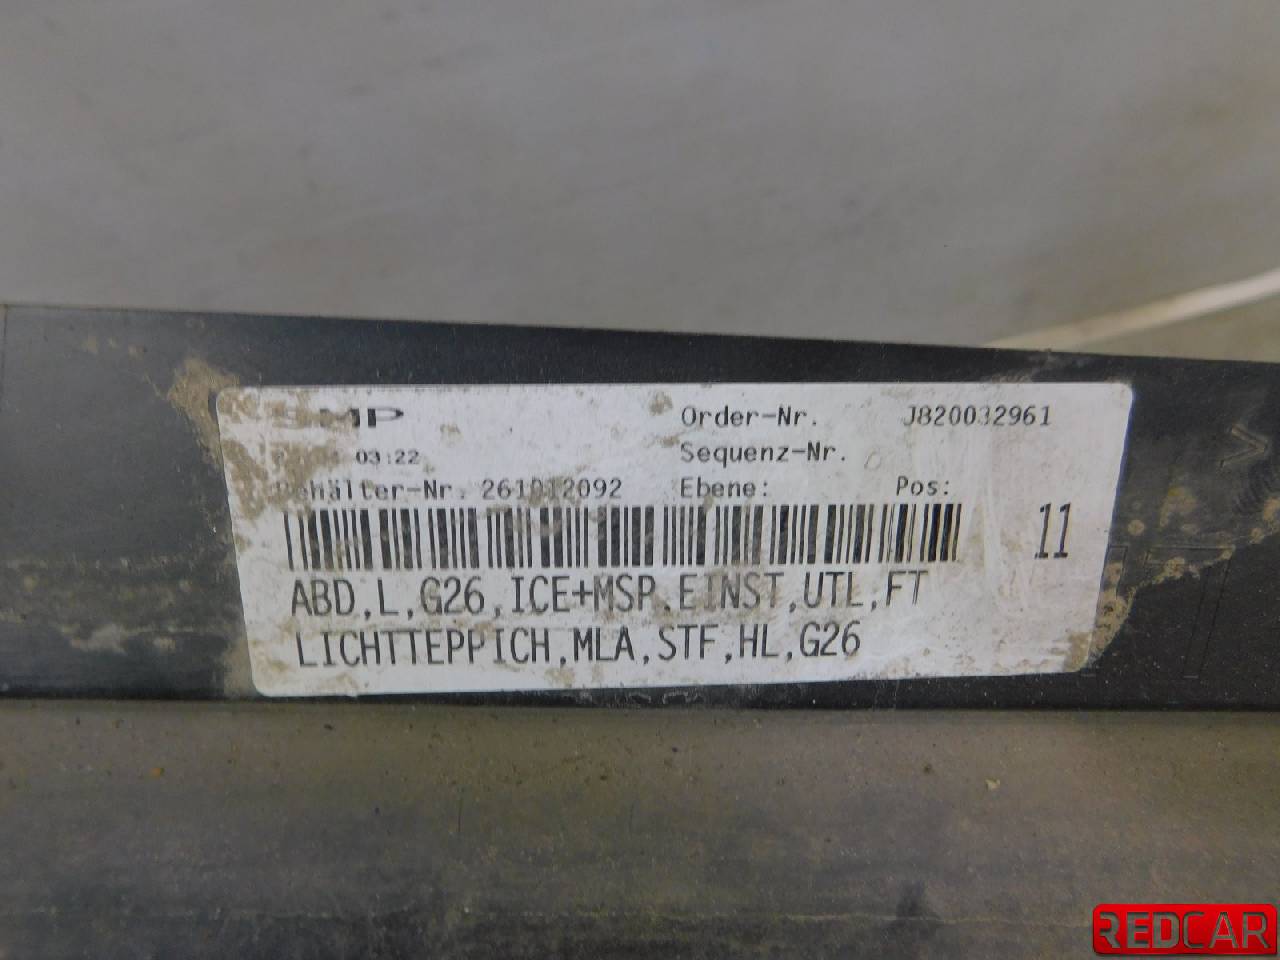 SMP
Order-Nr. J820032961
03:22
Sequenz-Nr.
Behälter-Nr. 261012092 Ebene: Pos:
11
ABD,L,G26,ICE+MSP,EINST,UTL,FT
LICHTTEPPICH,MLA,STF,HL,G26
REDCAR